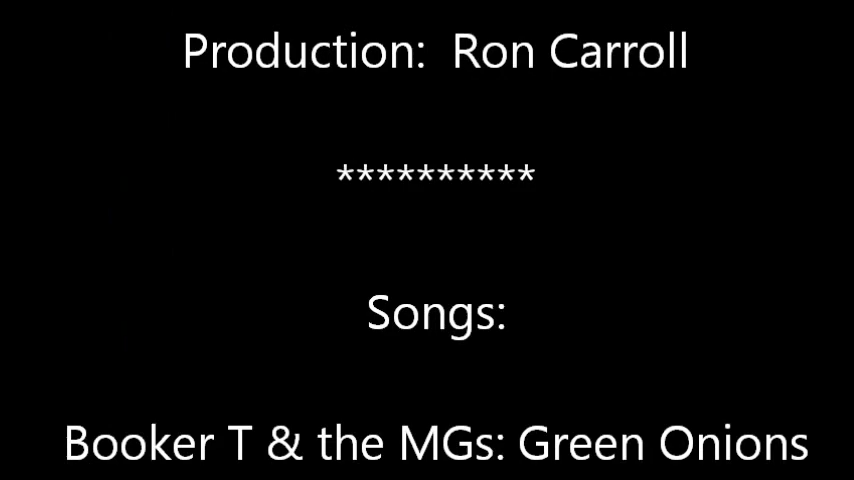 Production:  Ron Carroll
**********
Songs:
Booker T & the MGs: Green Onions